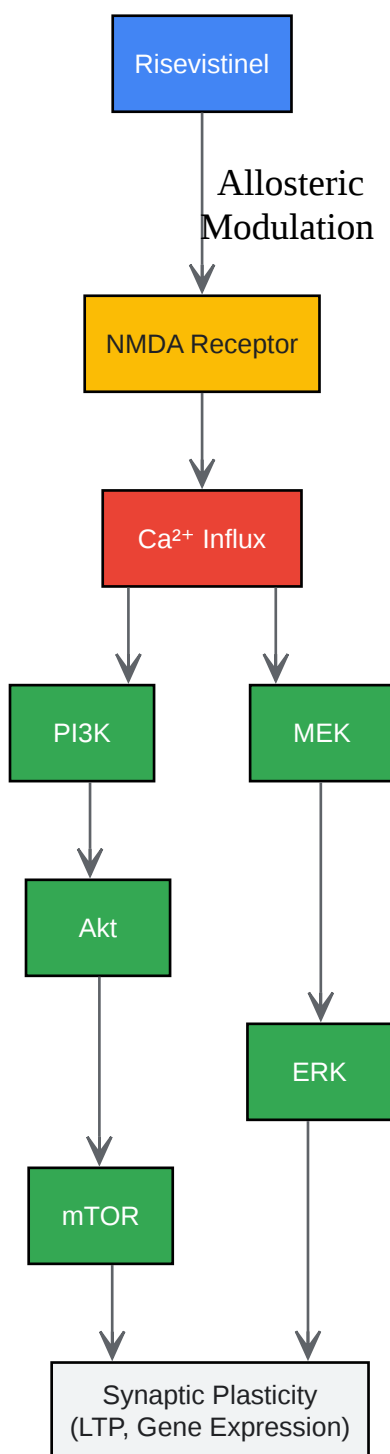 Risevistinel
Allosteric
Modulation
NMDA Receptor
Ca²⁺ Influx
PI3K
MEK
Akt
ERK
mTOR
Synaptic Plasticity
(LTP, Gene Expression)